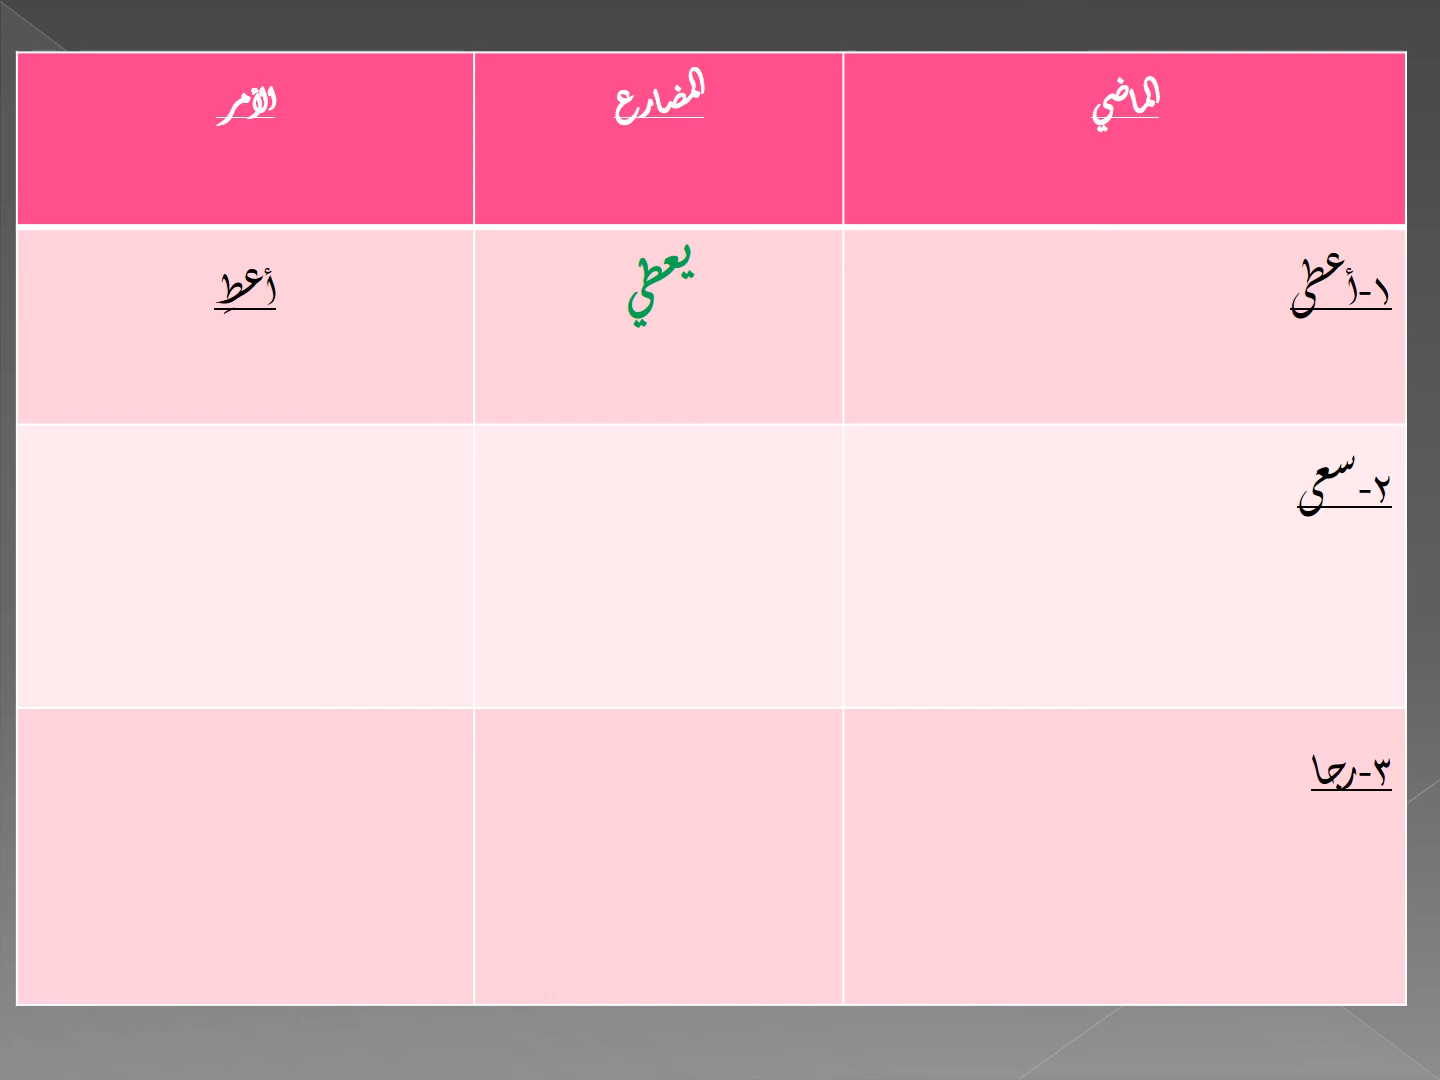 الماضي
المضارع
الأمر
١-أعطى
يعطي
أعطِ
٢-سعى
٣-رجا